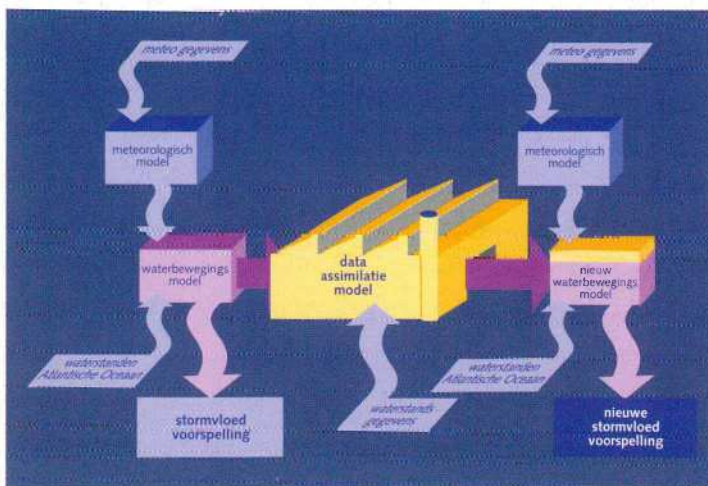 meteo gegevens
meteorologisch
model
waterbewegings
model
waterstanden
Atlantische Oceaan
stormvloed
voorspelling
data
assimilatie
model
waterstands
gegevens
meteo gegevens
meteorologisch
model
nieuw
waterbewegings
model
waterstanden
Atlantische Oceaan
nieuwe
stormvloed
voorspelling